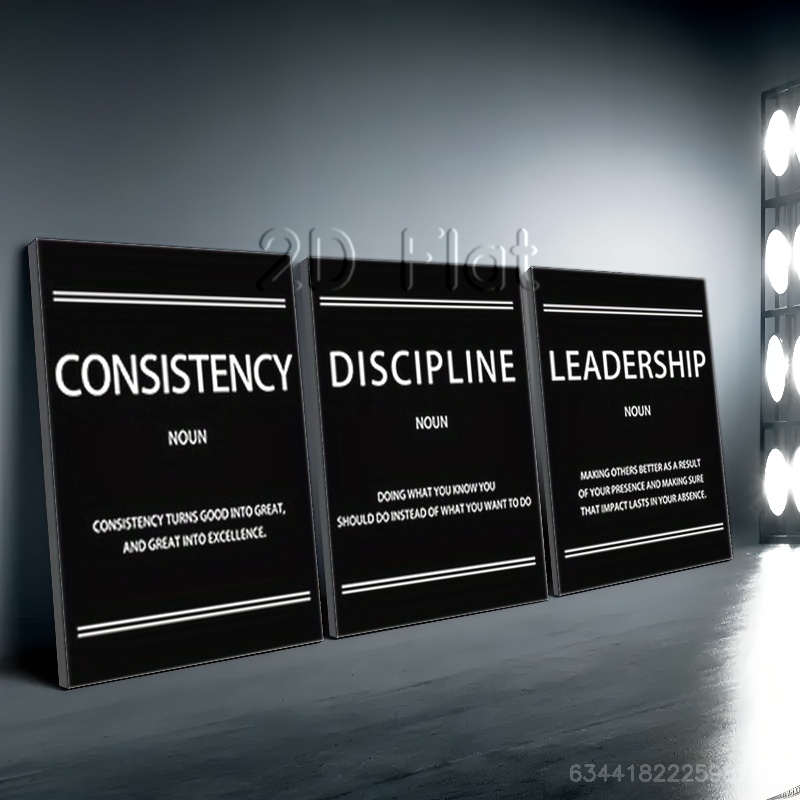 2D Flat
CONSISTENCY
NOUN
CONSISTENCY TURNS GOOD INTO GREAT,
AND GREAT INTO EXCELLENCE.
DISCIPLINE
NOUN
DOING WHAT YOU KNOW YOU
SHOULD DO INSTEAD OF WHAT YOU WANT TO DO
LEADERSHIP
NOUN
MAKING OTHERS BETTER AS A RESULT
OF YOUR PRESENCE AND MAKING SURE
THAT IMPACT LASTS IN YOUR ABSENCE.